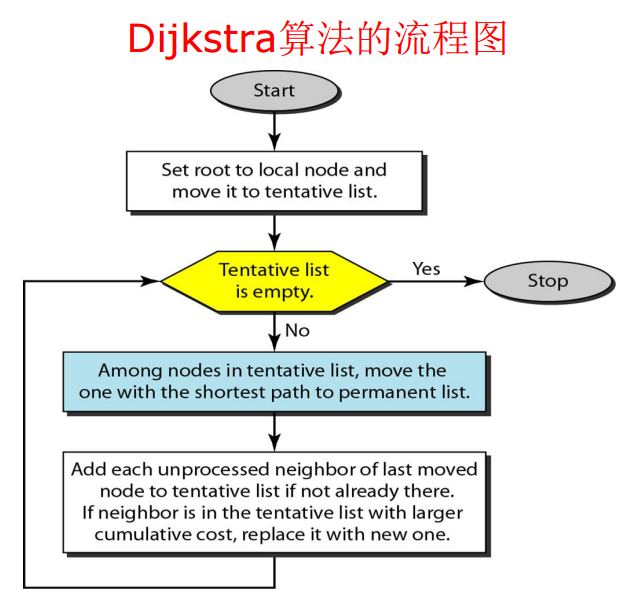 Dijkstra算法的流程图
Start
Set root to local node and
move it to tentative list.
Tentative list
is empty.
Yes
Stop
No
Among nodes in tentative list, move the
one with the shortest path to permanent list.
Add each unprocessed neighbor of last moved
node to tentative list if not already there.
If neighbor is in the tentative list with larger
cumulative cost, replace it with new one.